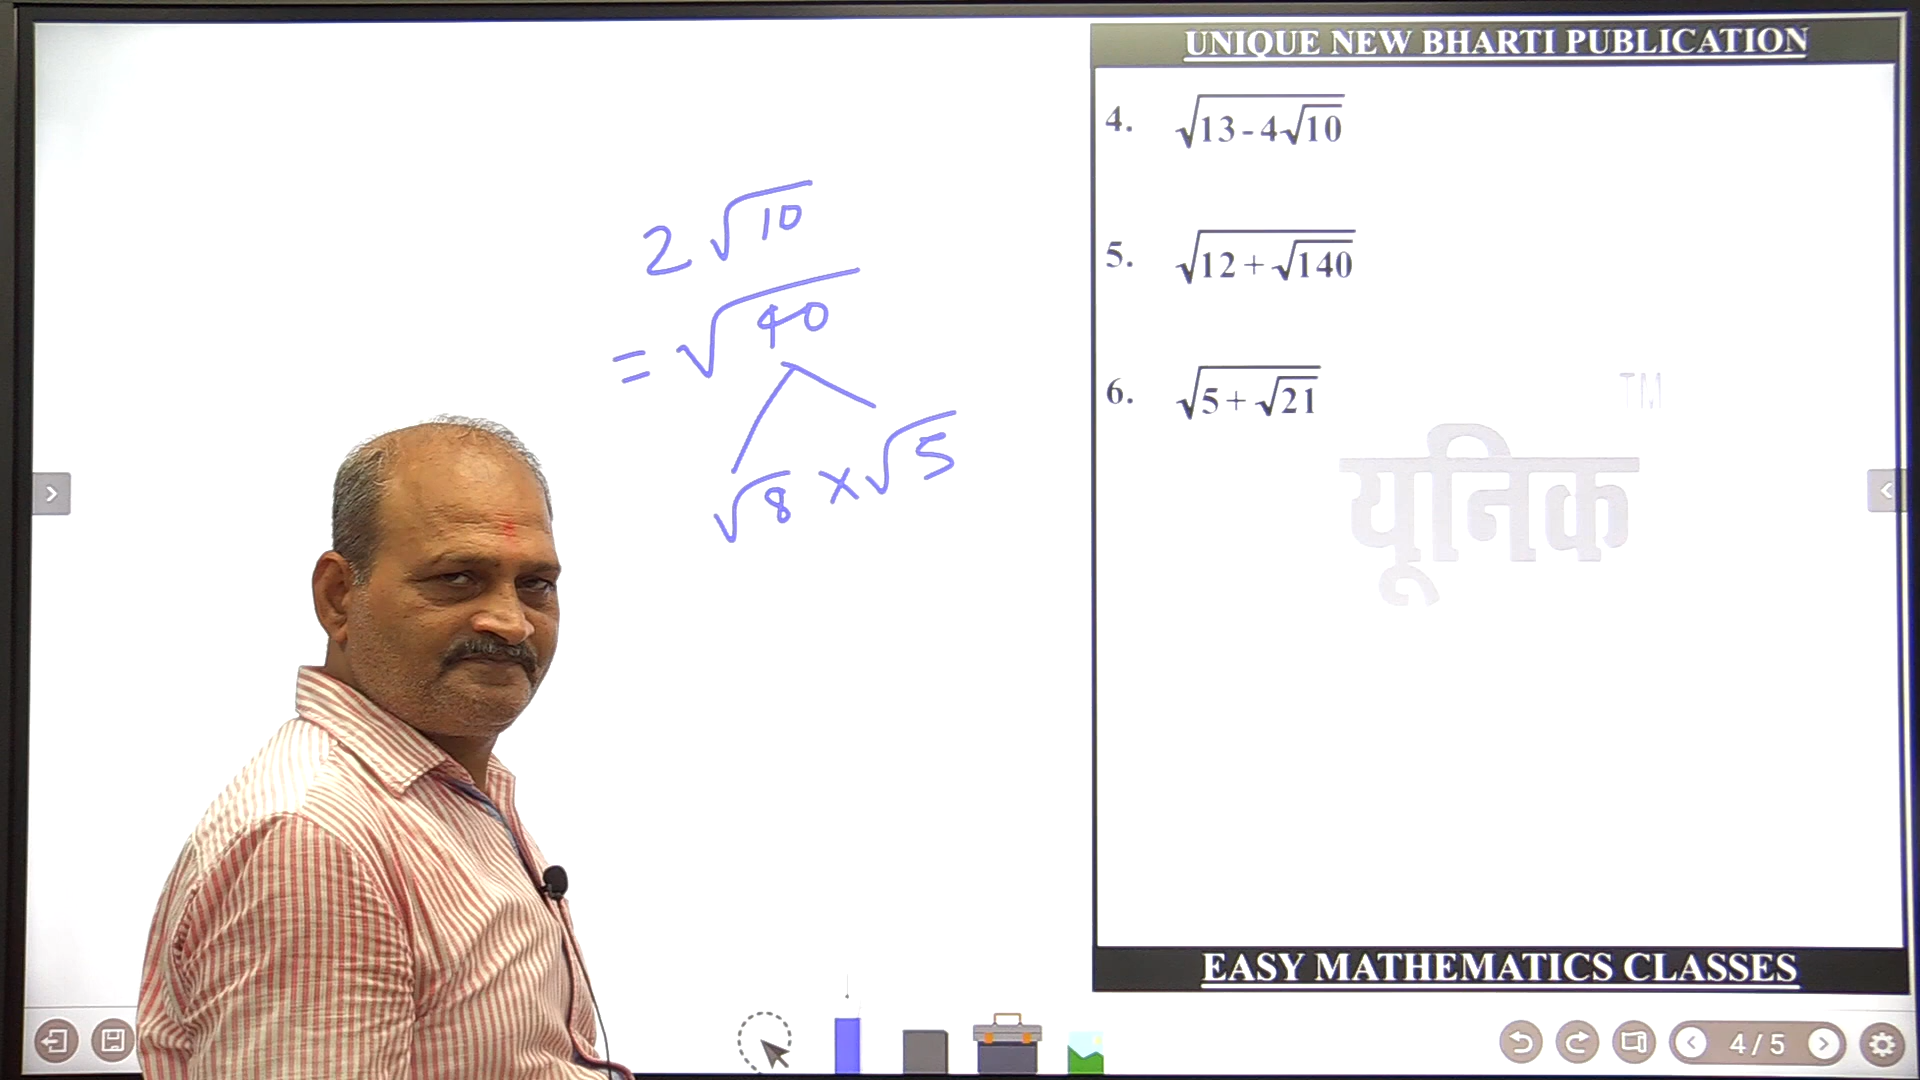 2√10
= √40
√8 × √5
UNIQUE NEW BHARTI PUBLICATION
4. √(13 - 4√10)
5. √(12 + √140)
6. √(5 + √21)
TM
यूनिक
EASY MATHEMATICS CLASSES
4 / 5